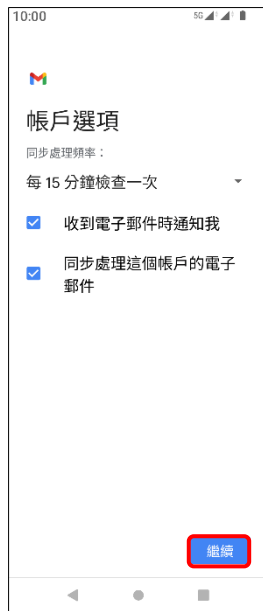 10:00 5G
帳戶選項
同步處理頻率：
每 15 分鐘檢查一次
收到電子郵件時通知我
同步處理這個帳戶的電子
郵件
繼續